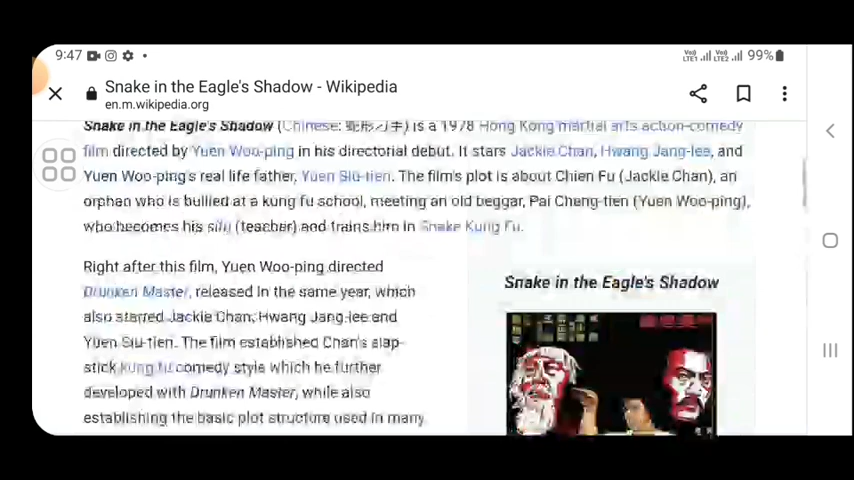 9:47
Voo) LTE1 Voo) LTE2 99%
Snake in the Eagle's Shadow - Wikipedia
en.m.wikipedia.org
Snake in the Eagle's Shadow (Chinese: 蛇形刁手) is a 1978 Hong Kong martial arts action-comedy
film directed by Yuen Woo-ping in his directorial debut. It stars Jackie Chan, Hwang Jang-lee, and
Yuen Woo-ping's real life father, Yuen Siu-tien. The film's plot is about Chien Fu (Jackie Chan), an
orphan who is bullied at a kung fu school, meeting an old beggar, Pai Cheng-tien (Yuen Woo-ping),
who becomes his sifu (teacher) and trains him in Snake Kung Fu.
Right after this film, Yuen Woo-ping directed
Drunken Master, released in the same year, which
also starred Jackie Chan, Hwang Jang-lee and
Yuen Siu-tien. The film established Chan's slap-
stick kung fu comedy style which he further
developed with Drunken Master, while also
establishing the basic plot structure used in many
Snake in the Eagle's Shadow